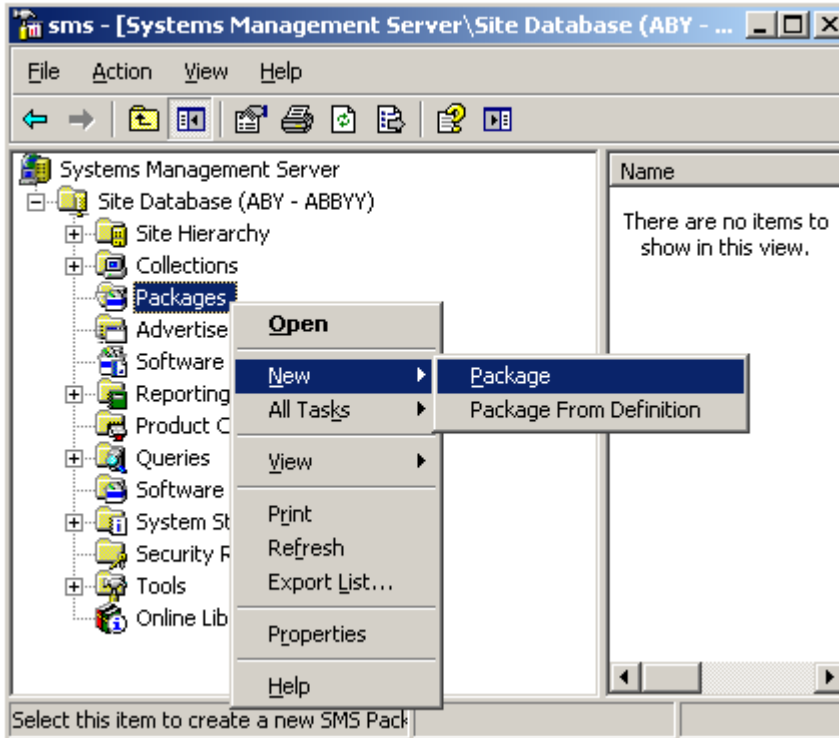 sms - [Systems Management Server\Site Database (ABY - ...
File Action View Help
Systems Management Server
Site Database (ABY - ABBYY)
Site Hierarchy
Collections
Packages
Advertise
Software
Reporting
Product C
Queries
Software
System St
Security R
Tools
Online Lib
Open
New
All Tasks
View
Print
Refresh
Export List...
Properties
Help
Package
Package From Definition
Name
There are no items to
show in this view.
Select this item to create a new SMS Pack